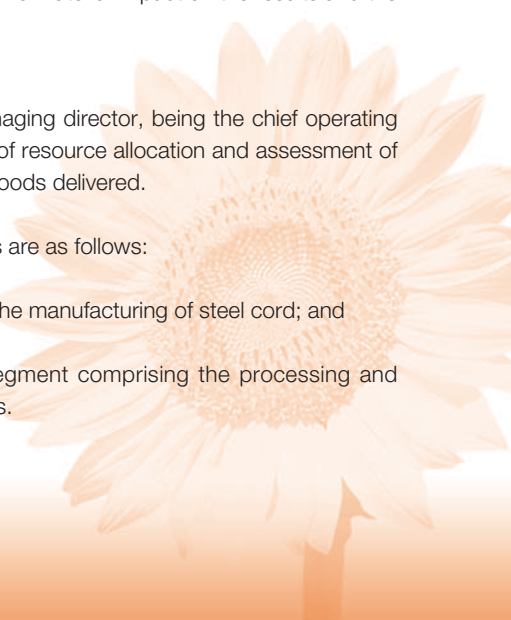 aging director, being the chief operating
of resource allocation and assessment of
oods delivered.
s are as follows:
he manufacturing of steel cord; and
egment comprising the processing and
s.